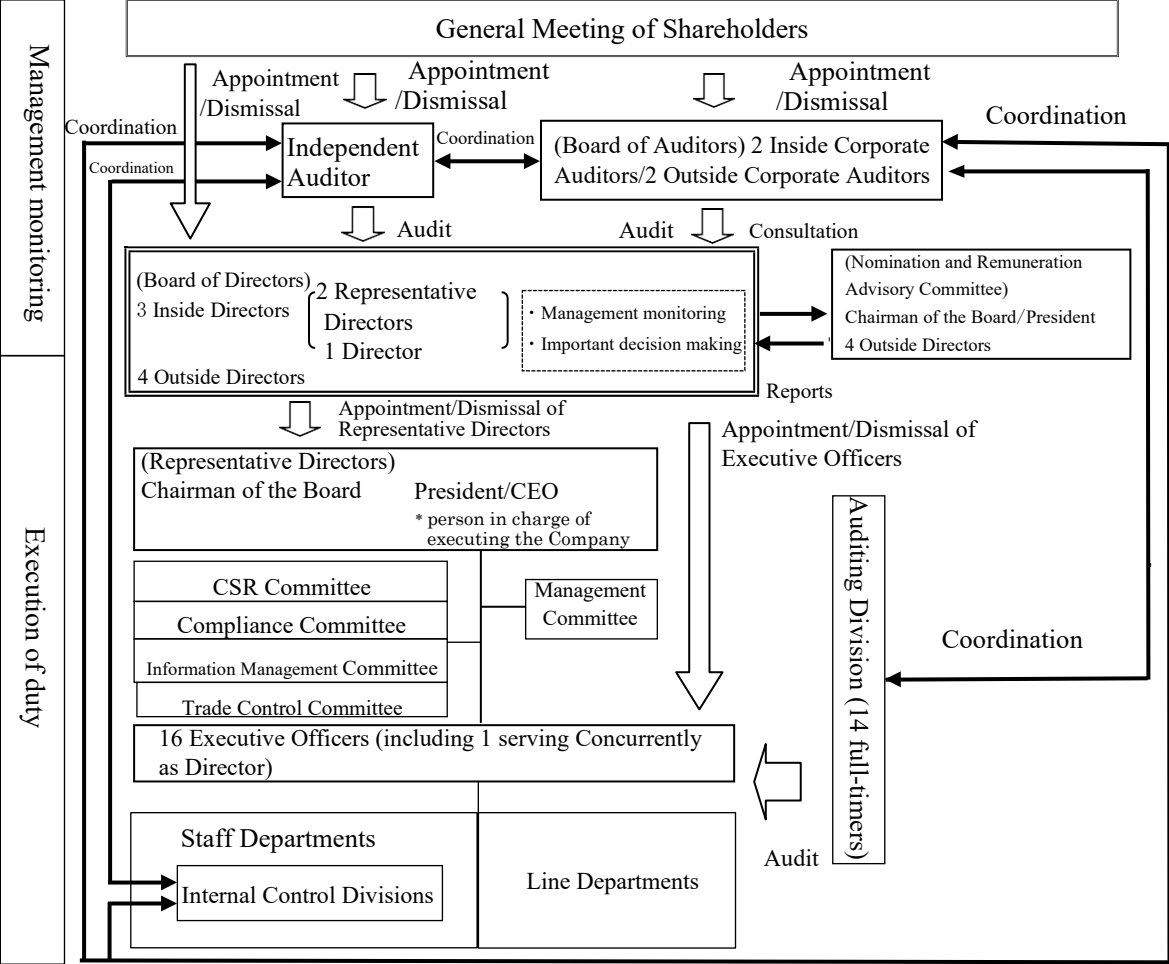 General Meeting of Shareholders
Management monitoring
Appointment
/Dismissal
Appointment
/Dismissal
Appointment
/Dismissal
Coordination
Coordination
Coordination
Coordination
Independent
Auditor
(Board of Auditors) 2 Inside Corporate
Auditors/2 Outside Corporate Auditors
Audit
Audit
Consultation
(Board of Directors)
3 Inside Directors
2 Representative
Directors
1 Director
4 Outside Directors
・Management monitoring
・Important decision making
(Nomination and Remuneration
Advisory Committee)
Chairman of the Board/President
4 Outside Directors
Reports
Execution of duty
Appointment/Dismissal of
Representative Directors
Appointment/Dismissal of
Executive Officers
(Representative Directors)
Chairman of the Board
President/CEO
* person in charge of
executing the Company
CSR Committee
Compliance Committee
Information Management Committee
Trade Control Committee
Management
Committee
Auditing Division (14 full-timers)
Coordination
16 Executive Officers (including 1 serving Concurrently
as Director)
Audit
Staff Departments
Internal Control Divisions
Line Departments